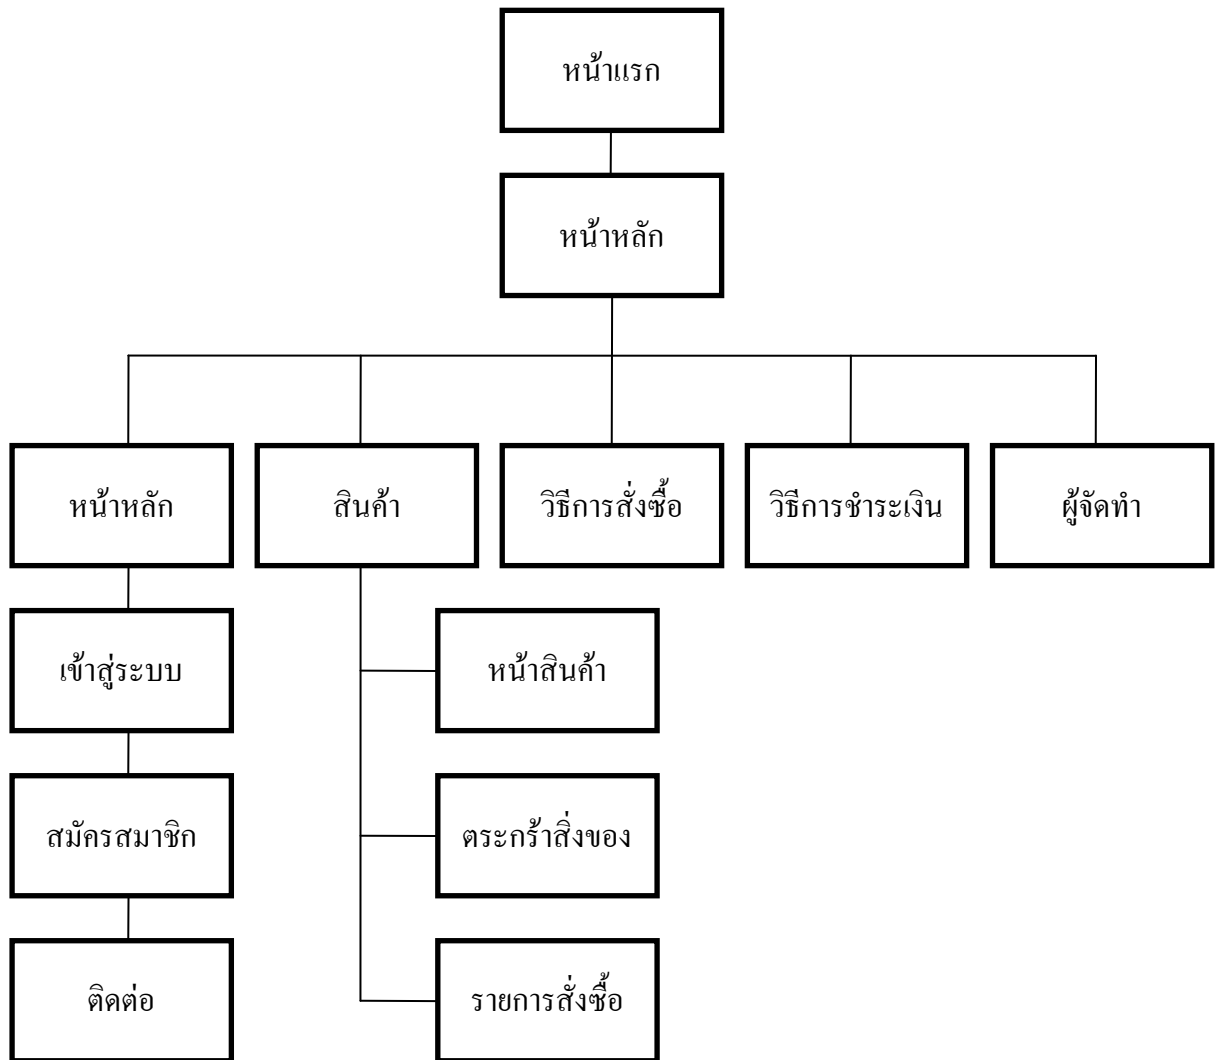 หน้าแรก
หน้าหลัก
หน้าหลัก
สินค้า
วิธีการสั่งซื้อ
วิธีการชำระเงิน
ผู้จัดทำ
เข้าสู่ระบบ
หน้าสินค้า
สมัครสมาชิก
ตระกร้าสิ่งของ
ติดต่อ
รายการสั่งซื้อ